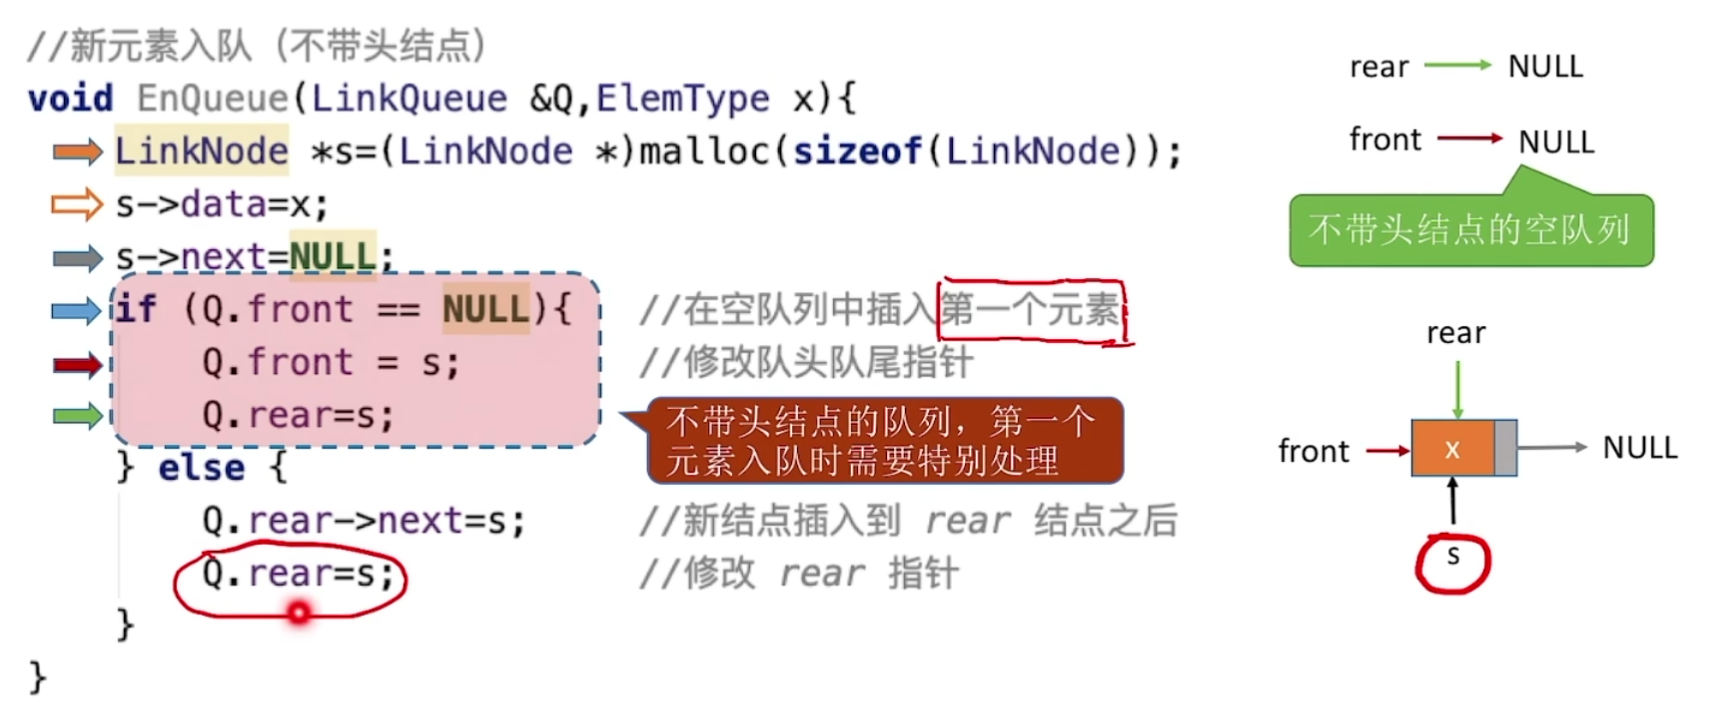 //新元素入队（不带头结点）
void EnQueue(LinkQueue &Q,ElemType x){
LinkNode *s=(LinkNode *)malloc(sizeof(LinkNode));
s->data=x;
s->next=NULL;
if (Q.front == NULL){ //在空队列中插入第一个元素
Q.front = s; //修改队头队尾指针
Q.rear=s;
不带头结点的队列，第一个
元素入队时需要特别处理
} else {
Q.rear->next=s; //新结点插入到 rear 结点之后
Q.rear=s; //修改 rear 指针
}
}
rear NULL
front NULL
不带头结点的空队列
rear
front x NULL
s